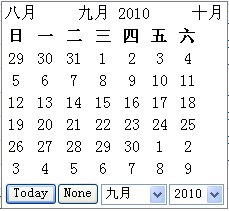 八月 九月 2010 十月
日 一 二 三 四 五 六
29 30 31 1 2 3 4
5 6 7 8 9 10 11
12 13 14 15 16 17 18
19 20 21 22 23 24 25
26 27 28 29 30 1 2
3 4 5 6 7 8 9
Today None 九月 2010